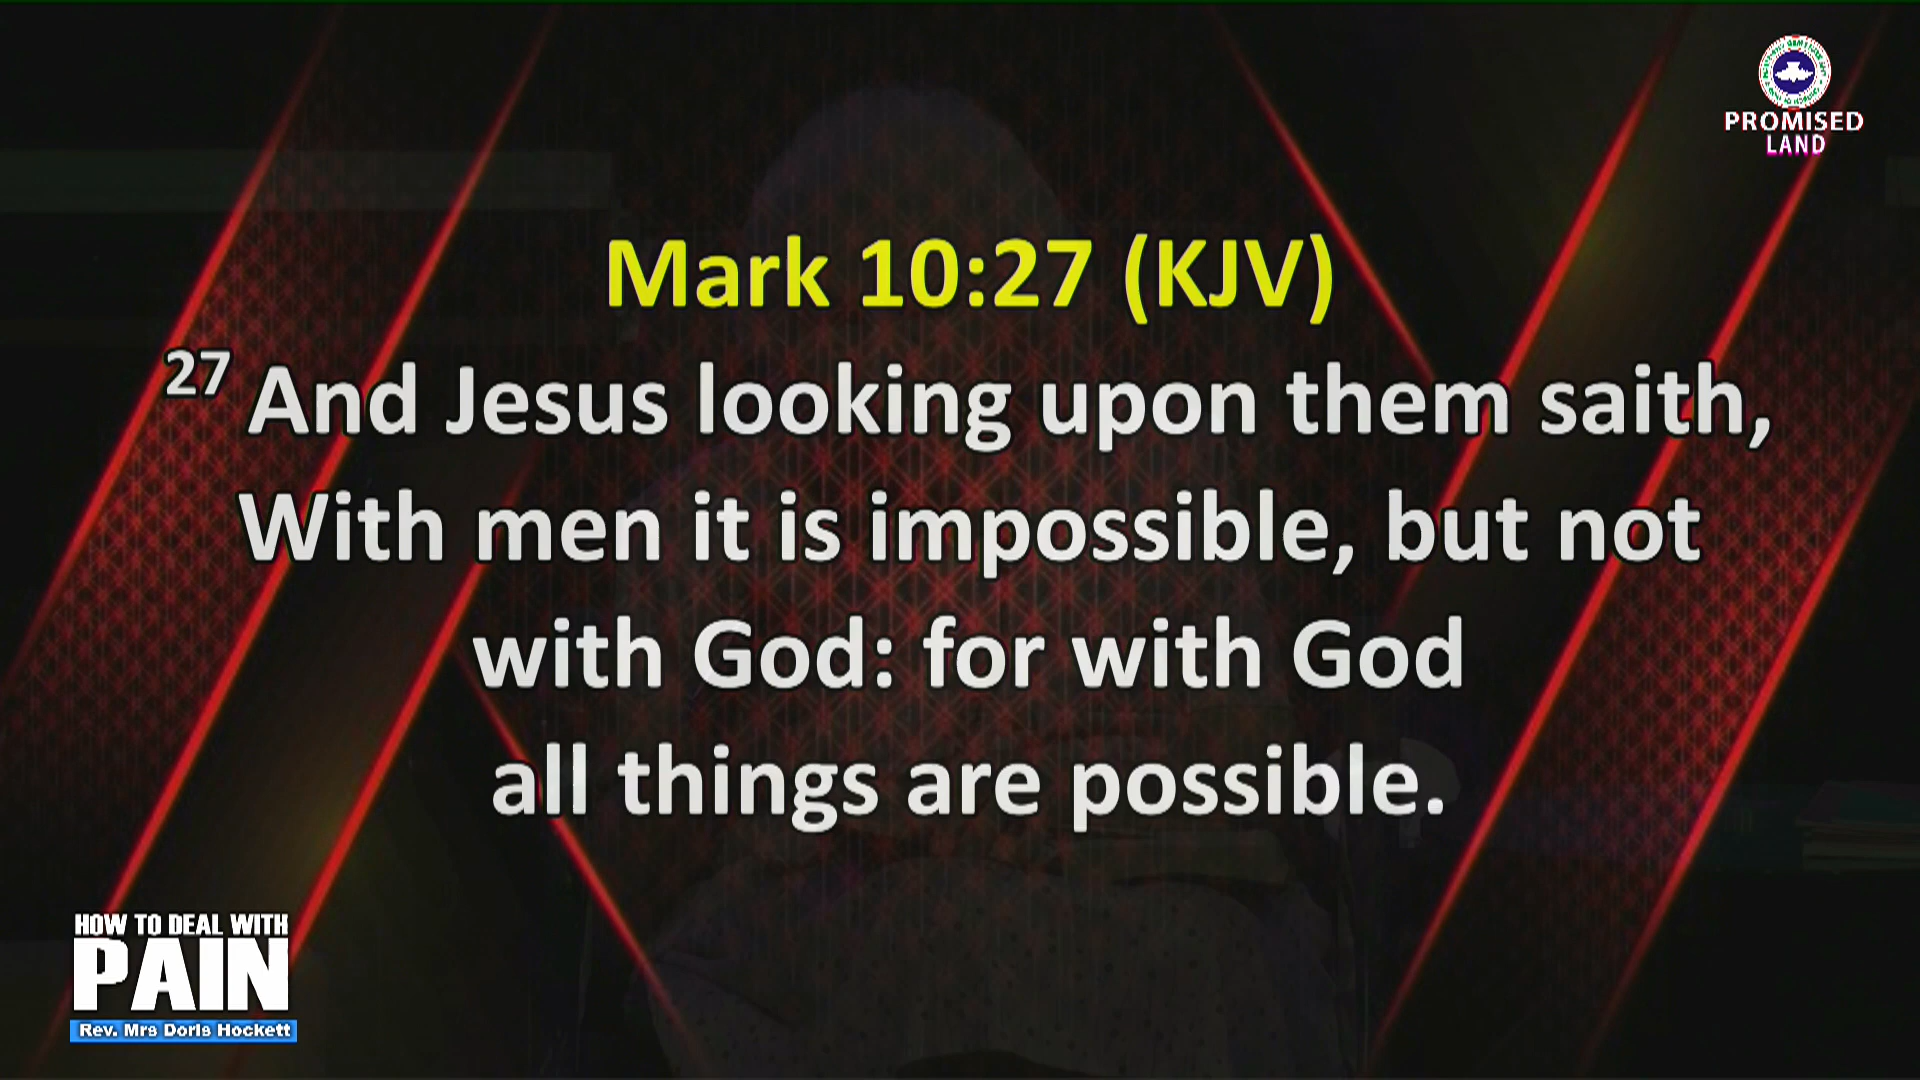 PROMISED
LAND
Mark 10:27 (KJV)
27 And Jesus looking upon them saith,
With men it is impossible, but not
with God: for with God
all things are possible.
HOW TO DEAL WITH
PAIN
Rev. Mrs Doris Hockett